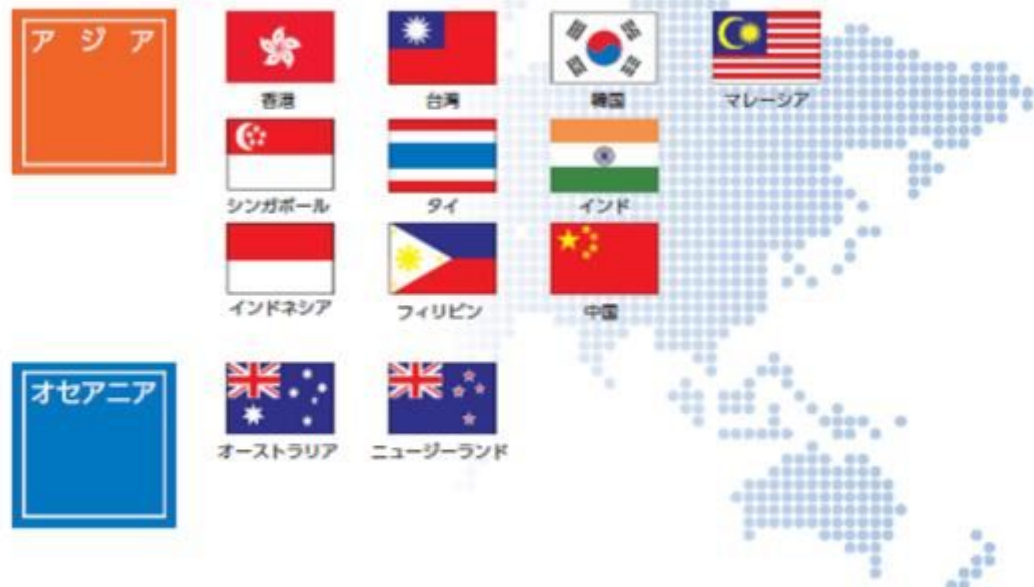 アジア
香港
台湾
韓国
マレーシア
シンガポール
タイ
インド
インドネシア
フィリピン
中国
オセアニア
オーストラリア
ニュージーランド